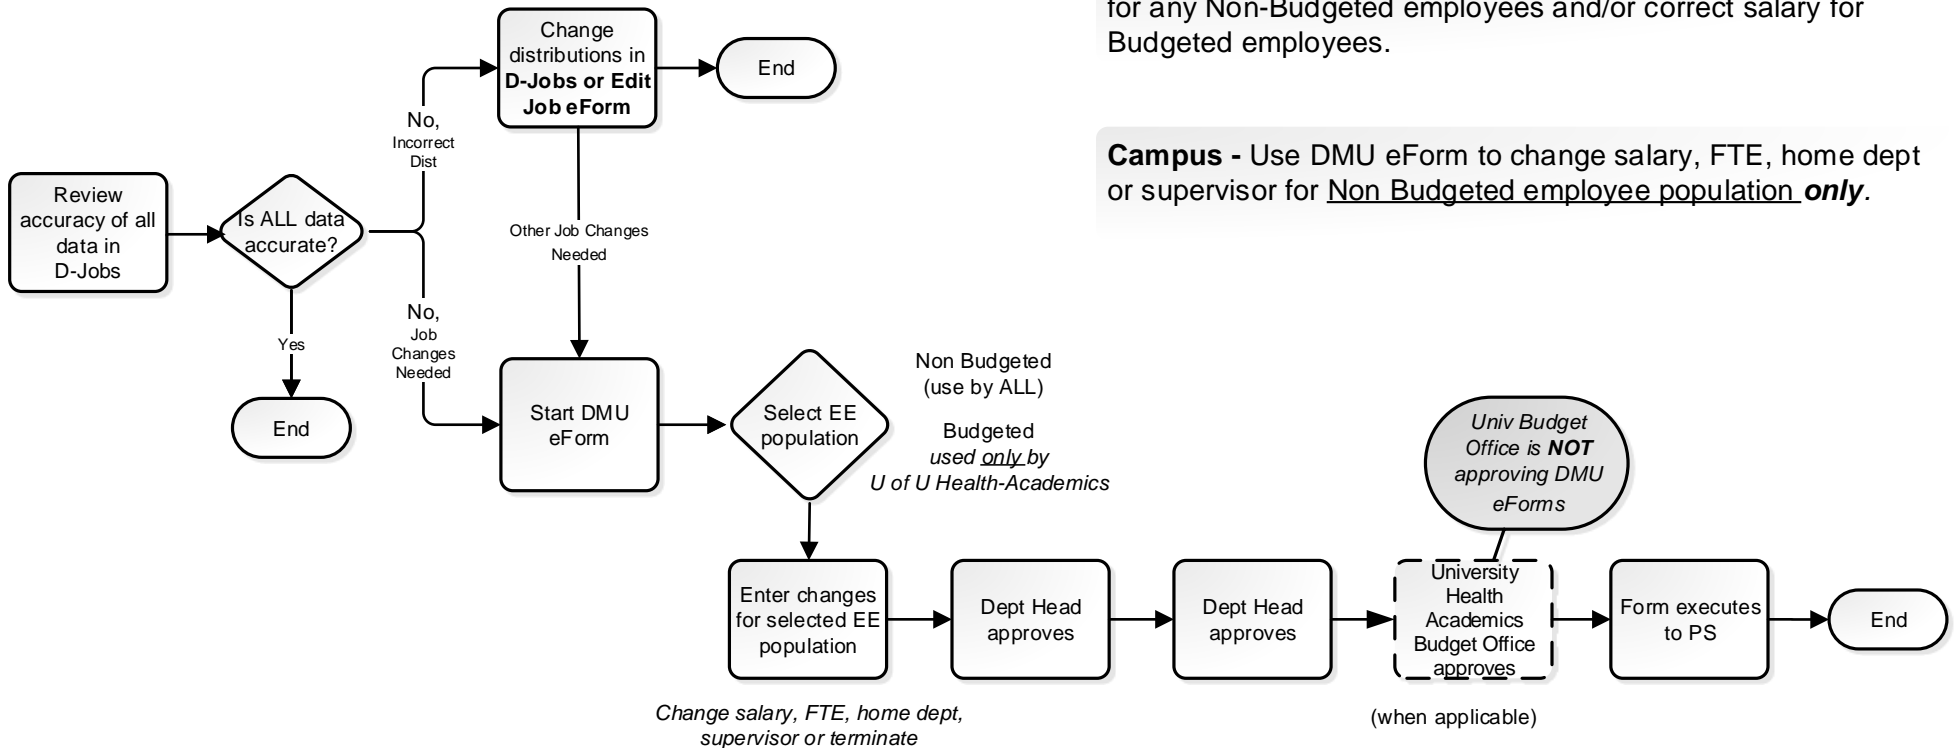 for any Non-Budgeted employees and/or correct salary for
Budgeted employees.
Campus - Use DMU eForm to change salary, FTE, home dept
or supervisor for Non Budgeted employee population only.
Change
distributions in
D-Jobs or Edit
Job eForm
End
No,
Incorrect
Dist
Review
accuracy of all
data in
D-Jobs
Is ALL data
accurate?
Other Job Changes
Needed
No,
Job
Changes
Needed
Yes
End
Start DMU
eForm
Select EE
population
Non Budgeted
(use by ALL)
Budgeted
used only by
U of U Health-Academics
Univ Budget
Office is NOT
approving DMU
eForms
Enter changes
for selected EE
population
Dept Head
approves
Dept Head
approves
University
Health
Academics
Budget Office
approves
Form executes
to PS
End
Change salary, FTE, home dept,
supervisor or terminate
(when applicable)